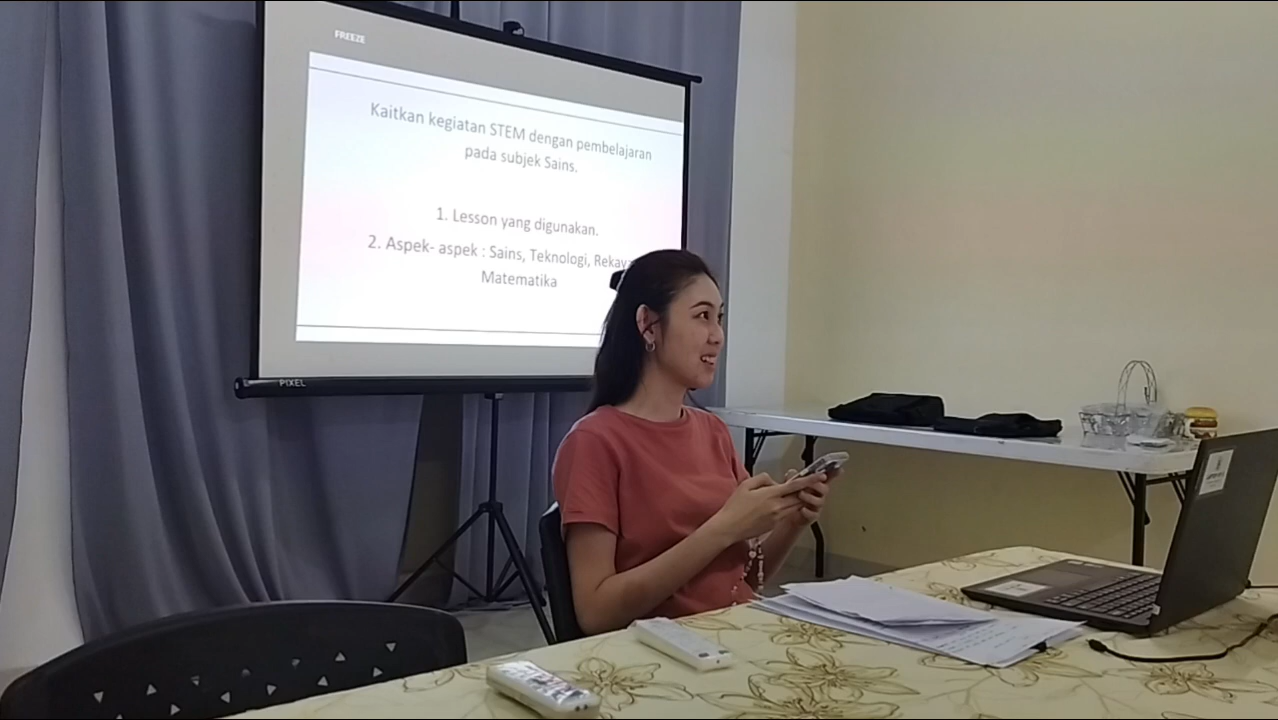 FREEZE
Kaitkan kegiatan STEM dengan pembelajaran
pada subjek Sains.
1. Lesson yang digunakan.
2. Aspek- aspek : Sains, Teknologi, Rekaya
Matematika
PIXEL